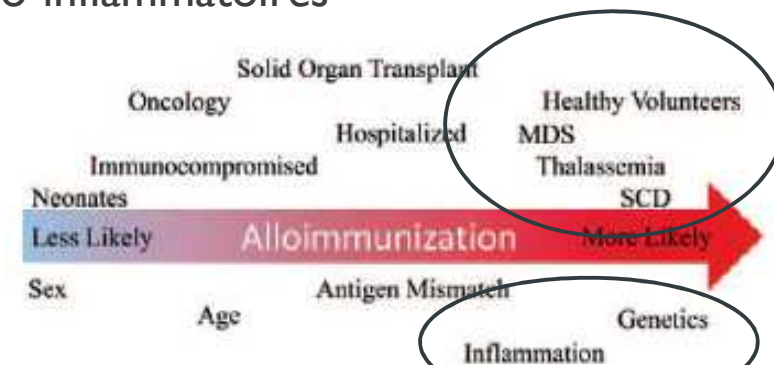 o inflammatoires
Solid Organ Transplant
Oncology Healthy Volunteers
Hospitalized MDS
Immunocompromised Thalassemia
Neonates SCD
Less Likely Alloimmunization More Likely
Sex Antigen Mismatch
Age Genetics
Inflammation